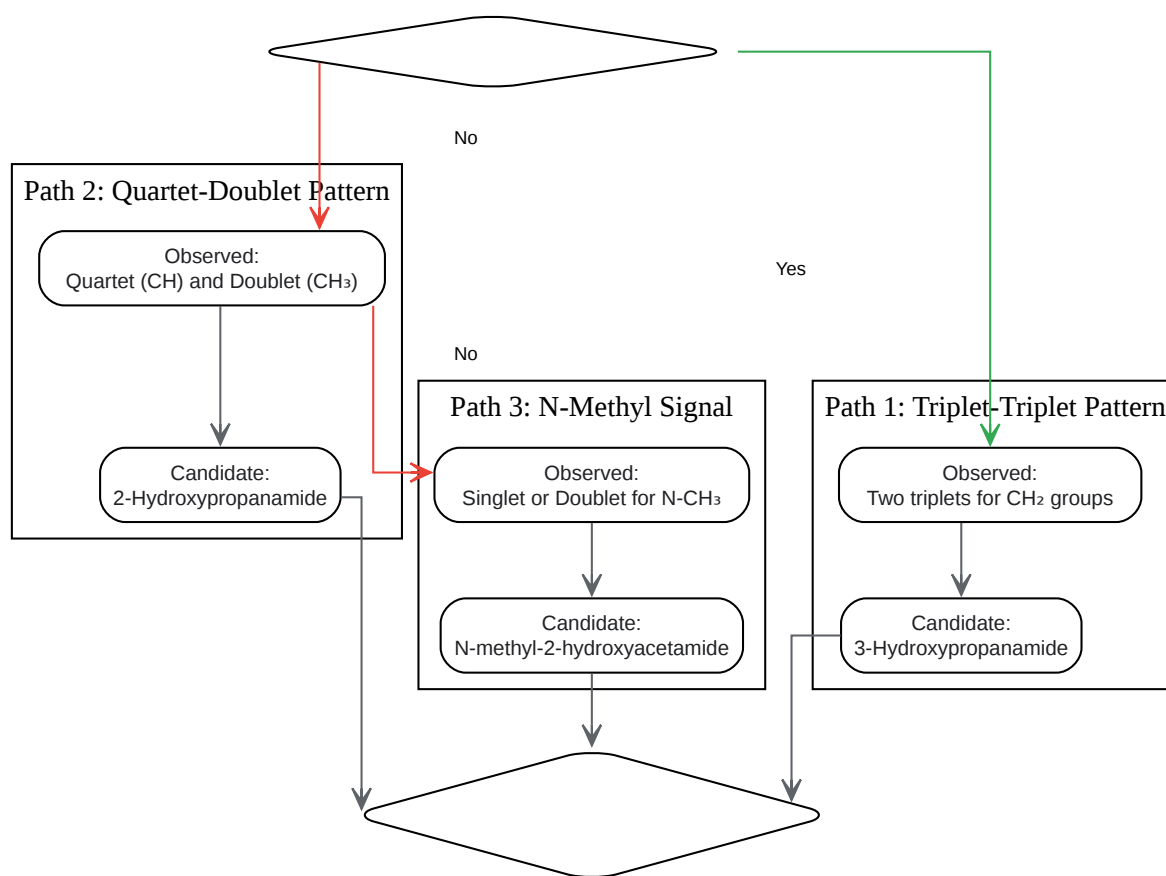 No
Path 2: Quartet-Doublet Pattern
Observed:
Quartet (CH) and Doublet (CH₃)
Yes
No
Candidate:
2-Hydroxypropanamide
Path 3: N-Methyl Signal
Observed:
Singlet or Doublet for N-CH₃
Candidate:
N-methyl-2-hydroxyacetamide
Path 1: Triplet-Triplet Pattern
Observed:
Two triplets for CH₂ groups
Candidate:
3-Hydroxypropanamide